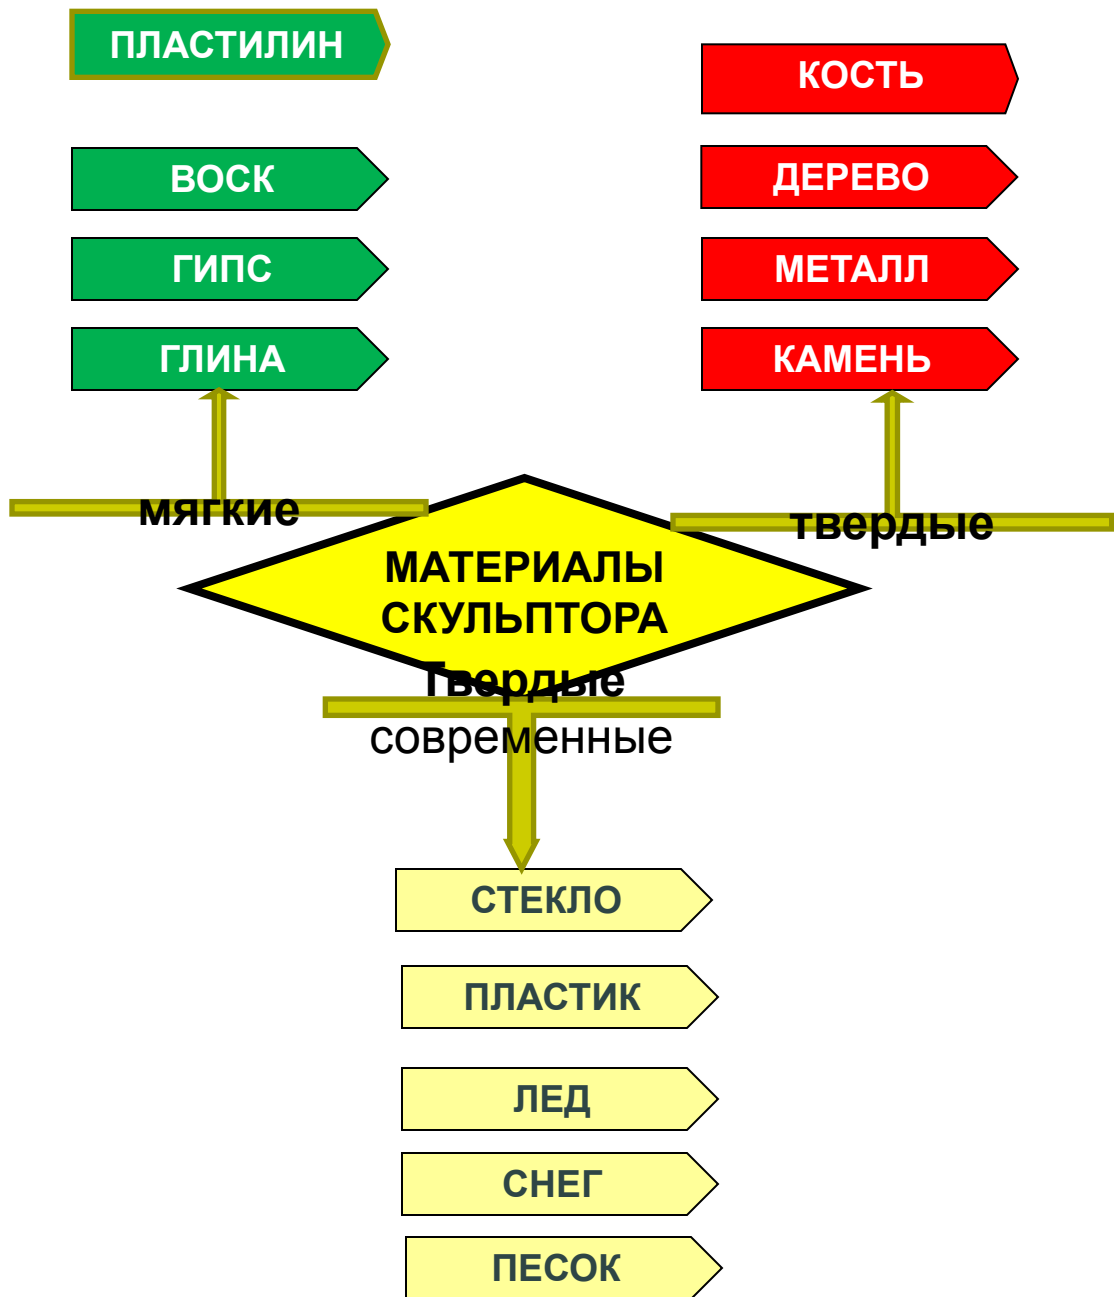 ПЛАСТИЛИН
ВОСК
ГИПС
ГЛИНА
мягкие
КОСТЬ
ДЕРЕВО
МЕТАЛЛ
КАМЕНЬ
твердые
МАТЕРИАЛЫ
СКУЛЬПТОРА
Твердые
современные
СТЕКЛО
ПЛАСТИК
ЛЕД
СНЕГ
ПЕСОК